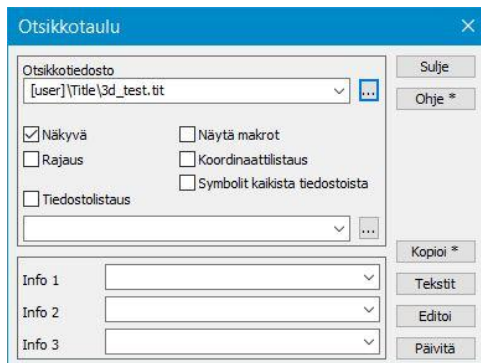 Otsikkotaulu
Otsikkotiedosto
[user]\Title\3d_test.tit
...
Näkyvä
Näytä makrot
Rajaus
Koordinaattilistaus
Symbolit kaikista tiedostoista
Tiedostolistaus
...
Info 1
Info 2
Info 3
Sulje
Ohje *
Kopioi *
Tekstit
Editoi
Päivitä